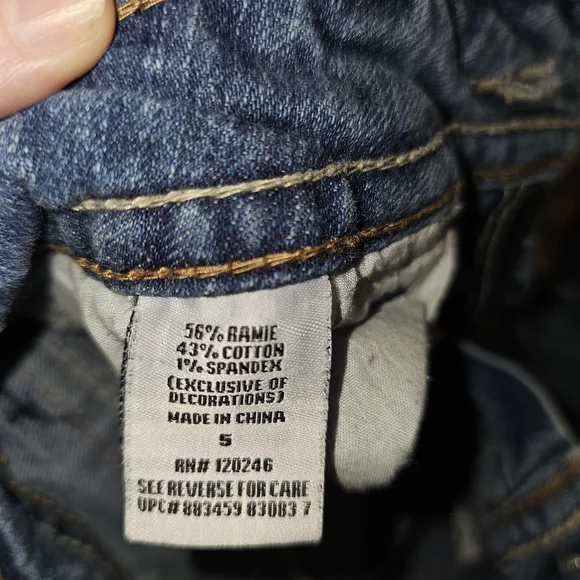 56% RAMIE
43% COTTON
1% SPANDEX
(EXCLUSIVE OF
DECORATIONS)
MADE IN CHINA
5
RN# 120246
SEE REVERSE FOR CARE
UPC# 883459 83083 7